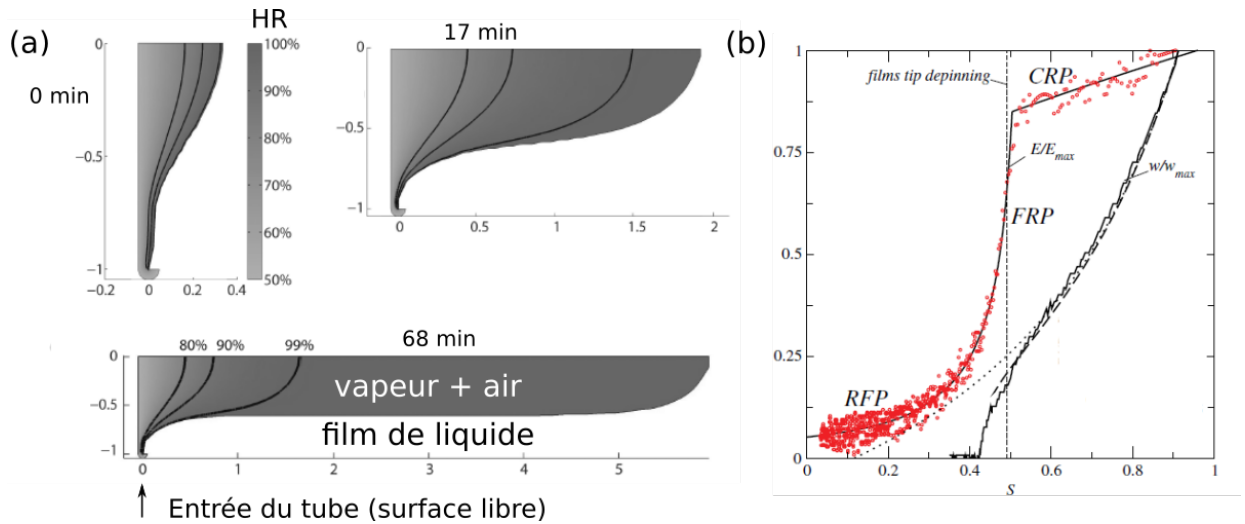 (a)
HR
0 min
0
−0.5
−1
−0.2
0
0.2
0.4
100%
90%
80%
70%
60%
50%
17 min
0
−0.5
−1
0
0.5
1
1.5
2
68 min
80%
90%
99%
0
−0.5
−1
vapeur + air
film de liquide
0
1
2
3
4
5
Entrée du tube (surface libre)
(b)
1
0.75
0.5
0.25
0
films tip depinning
CRP
E/Emax
w/wmax
FRP
RFP
0
0.2
0.4
0.6
0.8
1
S